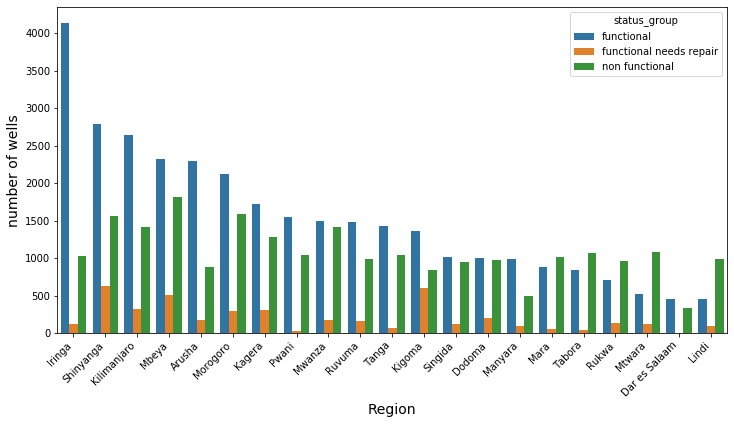 status_group
functional
functional needs repair
non functional
number of wells
4000
3500
3000
2500
2000
1500
1000
500
0
Iringa
Shinyanga
Kilimanjaro
Mbeya
Arusha
Morogoro
Kagera
Pwani
Mwanza
Ruvuma
Tanga
Kigoma
Singida
Dodoma
Manyara
Mara
Tabora
Rukwa
Mtwara
Dar es Salaam
Lindi
Region